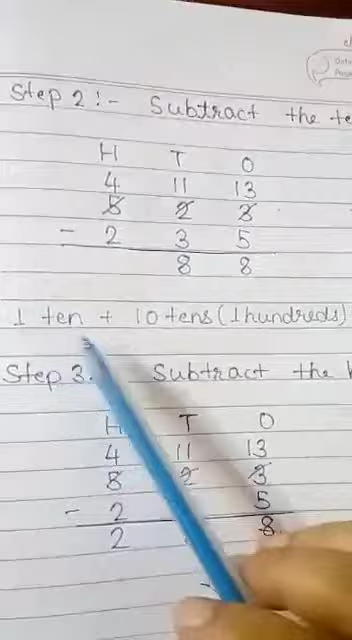 Step 2:- Subtract the
H T O
4 11 13
5 2 3
- 2 3 5
8 8
1 ten + 10 tens (1 hundreds)
Step 3. Subtract the
H T O
4 11 13
5 2 3
- 2 5
2 8